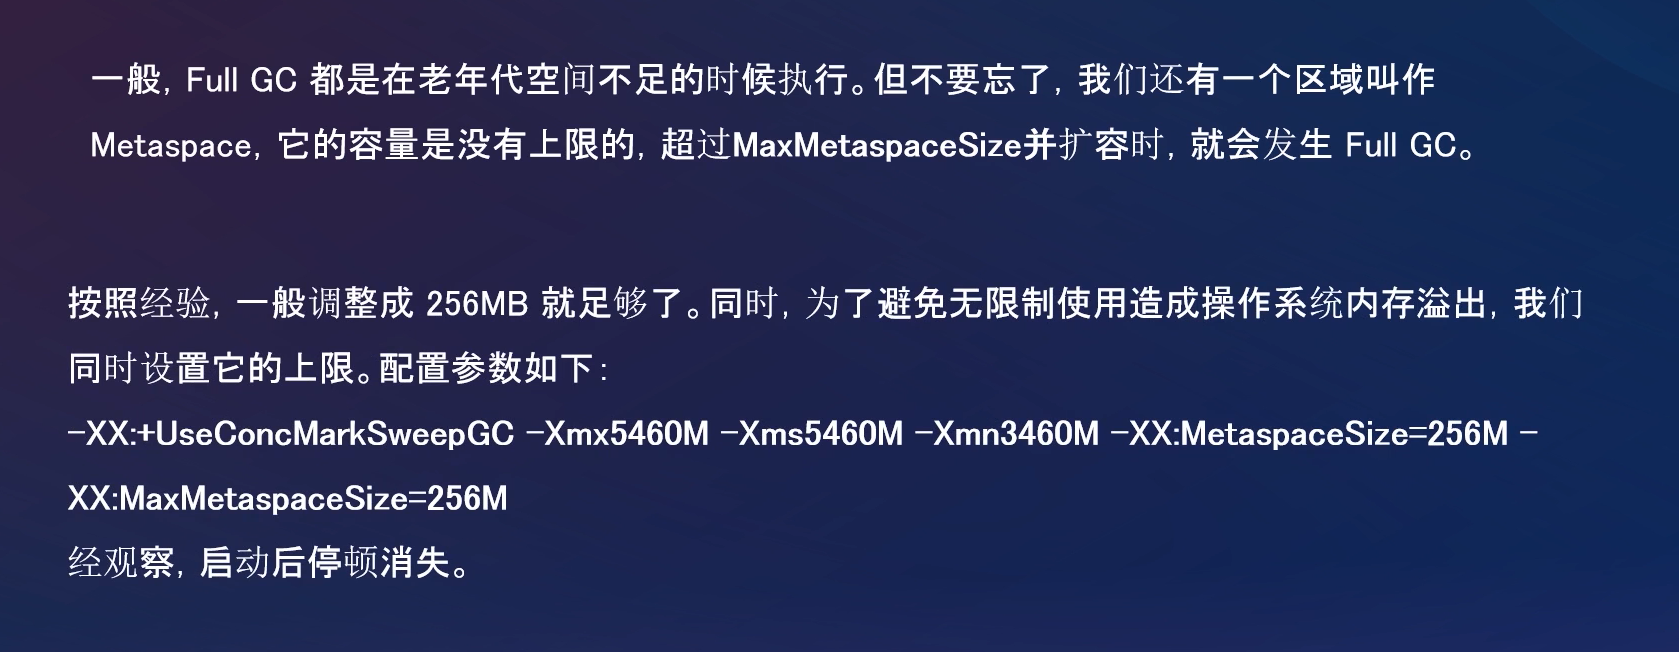 一般, Full GC 都是在老年代空间不足的时候执行。但不要忘了, 我们还有一个区域叫作
Metaspace, 它的容量是没有上限的, 超过MaxMetaspaceSize并扩容时, 就会发生 Full GC。
按照经验, 一般调整成 256MB 就足够了。同时, 为了避免无限制使用造成操作系统内存溢出, 我们
同时设置它的上限。配置参数如下:
–XX:+UseConcMarkSweepGC –Xmx5460M –Xms5460M –Xmn3460M –XX:MetaspaceSize=256M –
XX:MaxMetaspaceSize=256M
经观察, 启动后停顿消失。